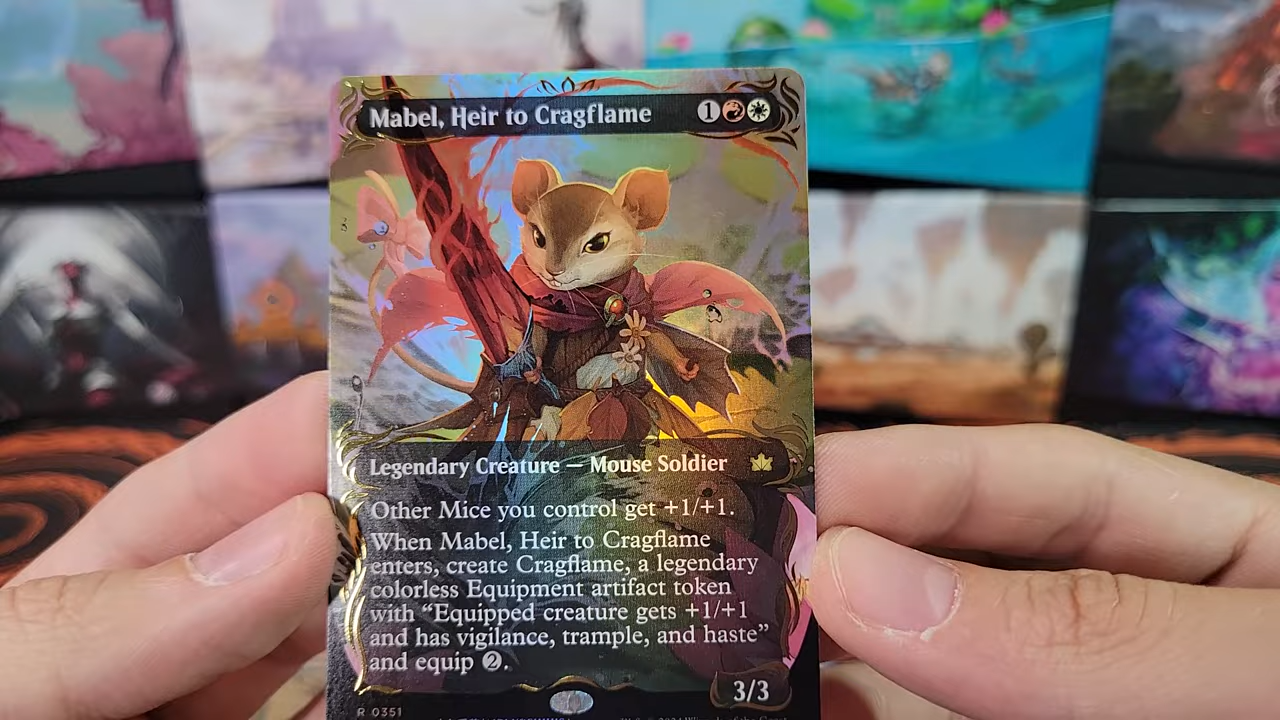 Mabel, Heir to Cragflame 1
Legendary Creature — Mouse Soldier
Other Mice you control get +1/+1.
When Mabel, Heir to Cragflame
enters, create Cragflame, a legendary
colorless Equipment artifact token
with “Equipped creature gets +1/+1
and has vigilance, trample, and haste”
and equip 2.
3/3
R 0351